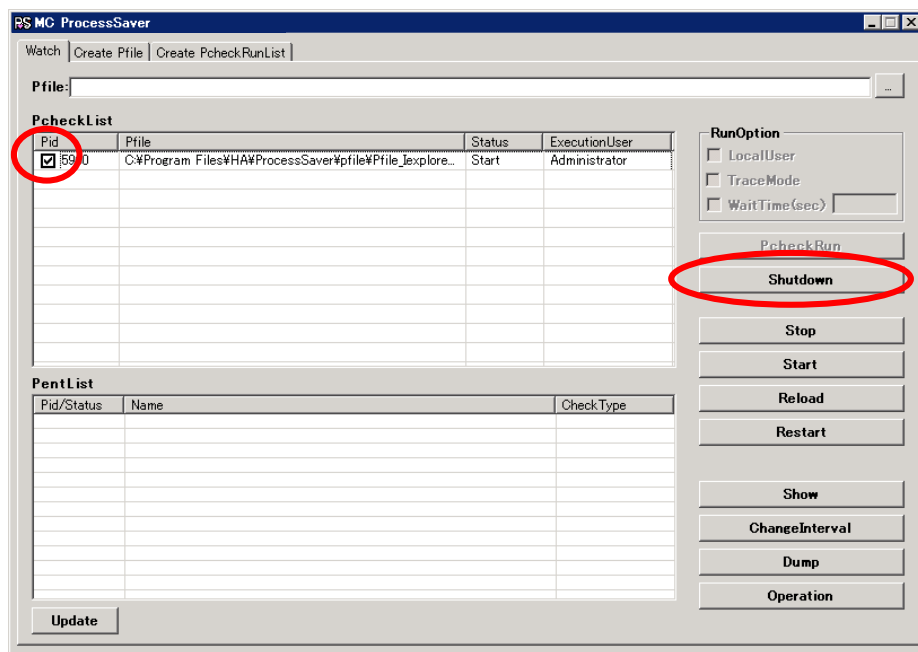 RS MC ProcessSaver
Watch Create Pfile Create PcheckRunList
Pfile: ...
PcheckList
Pid Pfile Status ExecutionUser
C:¥Program Files¥HA¥ProcessSaver¥pfile¥Pfile_Iexplore... Start Administrator
RunOption
LocalUser
TraceMode
WaitTime(sec)
PcheckRun
Shutdown
Stop
Start
Reload
Restart
PentList
Pid/Status Name CheckType
Show
ChangeInterval
Dump
Operation
Update